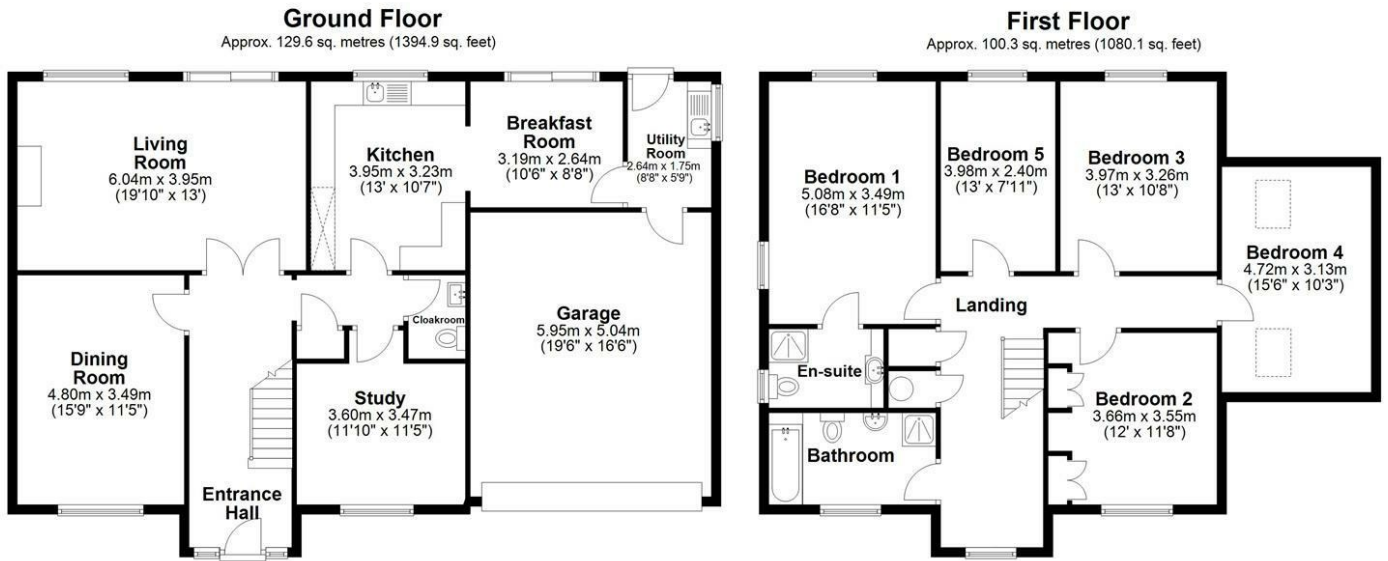 Ground Floor
Approx. 129.6 sq. metres (1394.9 sq. feet)
Living
Room
6.04m x 3.95m
(19'10" x 13')
Kitchen
3.95m x 3.23m
(13' x 10'7")
Breakfast
Room
3.19m x 2.64m
(10'6" x 8'8")
Utility
Room
2.64m x 1.75m
(8'8" x 5'9")
Dining
Room
4.80m x 3.49m
(15'9" x 11'5")
Cloakroom
Garage
5.95m x 5.04m
(19'6" x 16'6")
Study
3.60m x 3.47m
(11'10" x 11'5")
Entrance
Hall
First Floor
Approx. 100.3 sq. metres (1080.1 sq. feet)
Bedroom 1
5.08m x 3.49m
(16'8" x 11'5")
Bedroom 5
3.98m x 2.40m
(13' x 7'11")
Bedroom 3
3.97m x 3.26m
(13' x 10'8")
Bedroom 4
4.72m x 3.13m
(15'6" x 10'3")
Landing
En-suite
Bedroom 2
3.66m x 3.55m
(12' x 11'8")
Bathroom